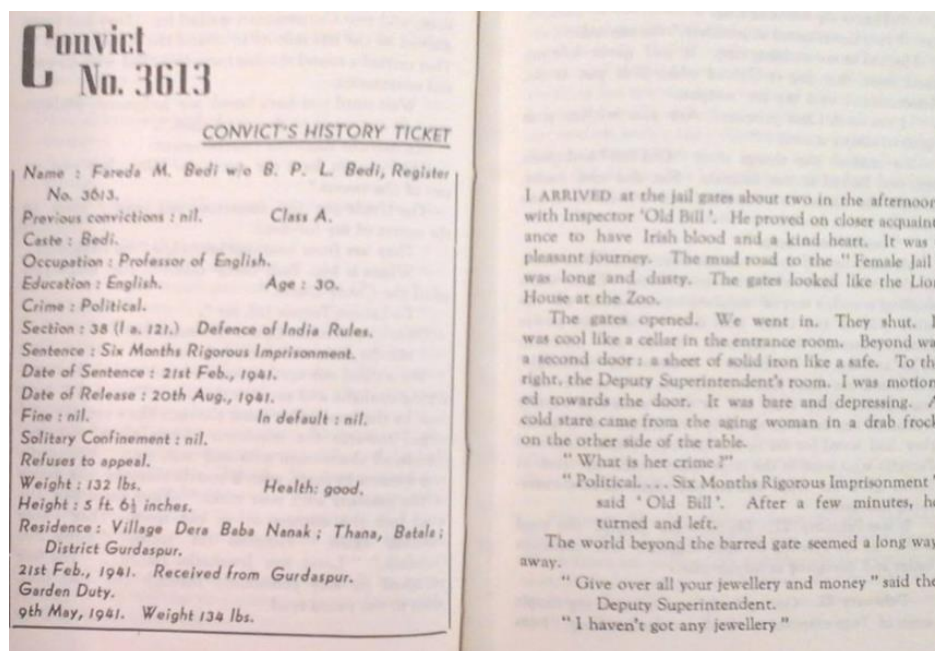 Convict
No. 3613
CONVICT'S HISTORY TICKET
Name : Fareda M. Bedi w/o B. P. L. Bedi, Register
No. 3613.
Previous convictions : nil. Class A.
Caste : Bedi.
Occupation : Professor of English.
Education : English. Age : 30.
Crime : Political.
Section : 38 (1 a. 121.) Defence of India Rules.
Sentence : Six Months Rigorous Imprisonment.
Date of Sentence : 21st Feb., 1941.
Date of Release : 20th Aug., 1941.
Fine : nil. In default : nil.
Solitary Confinement : nil.
Refuses to appeal.
Weight : 132 lbs. Health: good.
Height : 5 ft. 6½ inches.
Residence : Village Dera Baba Nanak ; Thana, Batala ;
District Gurdaspur.
21st Feb., 1941. Received from Gurdaspur.
Garden Duty.
9th May, 1941. Weight 134 lbs.
I ARRIVED at the jail gates about two in the afternoon
with Inspector 'Old Bill'. He proved on closer acquaint-
ance to have Irish blood and a kind heart. It was
pleasant journey. The mud road to the "Female Jail
was long and dusty. The gates looked like the Lion
House at the Zoo.
The gates opened. We went in. They shut.
was cool like a cellar in the entrance room. Beyond wa
a second door : a sheet of solid iron like a safe. To th
right, the Deputy Superintendent's room. I was motion-
ed towards the door. It was bare and depressing. A
cold stare came from the aging woman in a drab frock
on the other side of the table.
"What is her crime ?"
"Political. . . . Six Months Rigorous Imprisonment"
said 'Old Bill'. After a few minutes, he
turned and left.
The world beyond the barred gate seemed a long way
away.
"Give over all your jewellery and money" said the
Deputy Superintendent.
"I haven't got any jewellery"